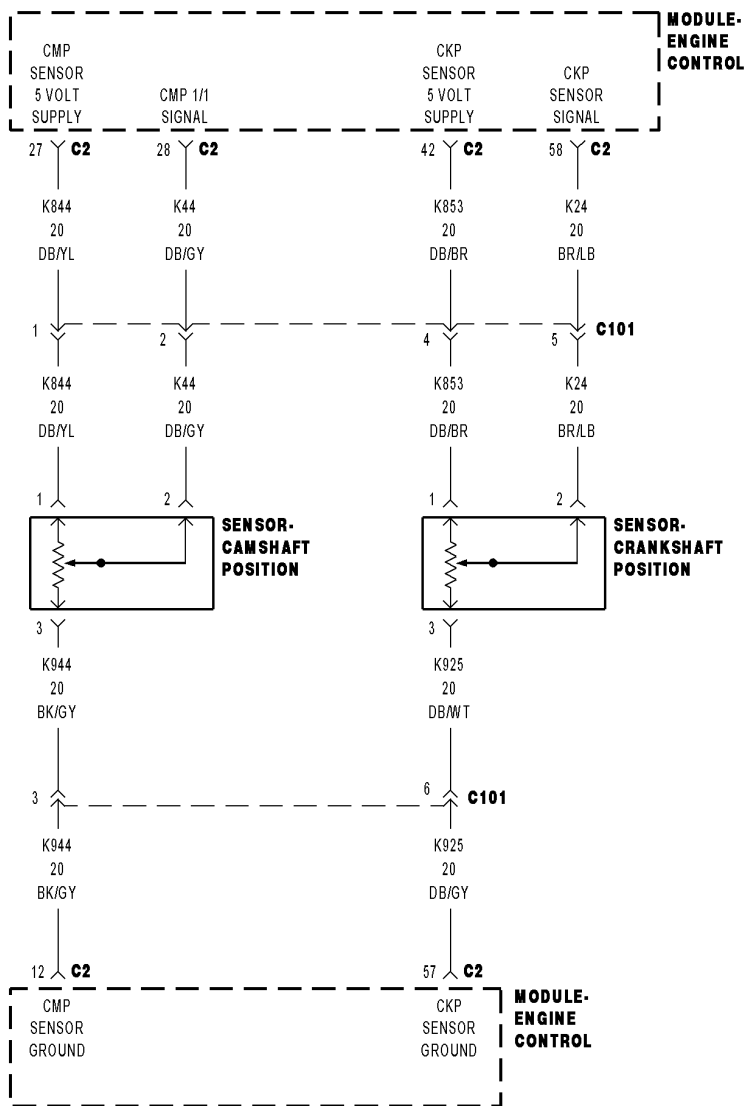 MODULE-
ENGINE
CONTROL
CMP
SENSOR
5 VOLT
SUPPLY
CMP 1/1
SIGNAL
CKP
SENSOR
5 VOLT
SUPPLY
CKP
SENSOR
SIGNAL
27 C2 28 C2 42 C2 58 C2
K844 K44 K853 K24
20 20 20 20
DB/YL DB/GY DB/BR BR/LB
1 2 4 5 C101
K844 K44 K853 K24
20 20 20 20
DB/YL DB/GY DB/BR BR/LB
1 2 1 2
SENSOR-
CAMSHAFT
POSITION
SENSOR-
CRANKSHAFT
POSITION
3 3
K944 K925
20 20
BK/GY DB/WT
3 6 C101
K944 K925
20 20
BK/GY DB/GY
12 C2 57 C2
CMP
SENSOR
GROUND
CKP
SENSOR
GROUND
MODULE-
ENGINE
CONTROL